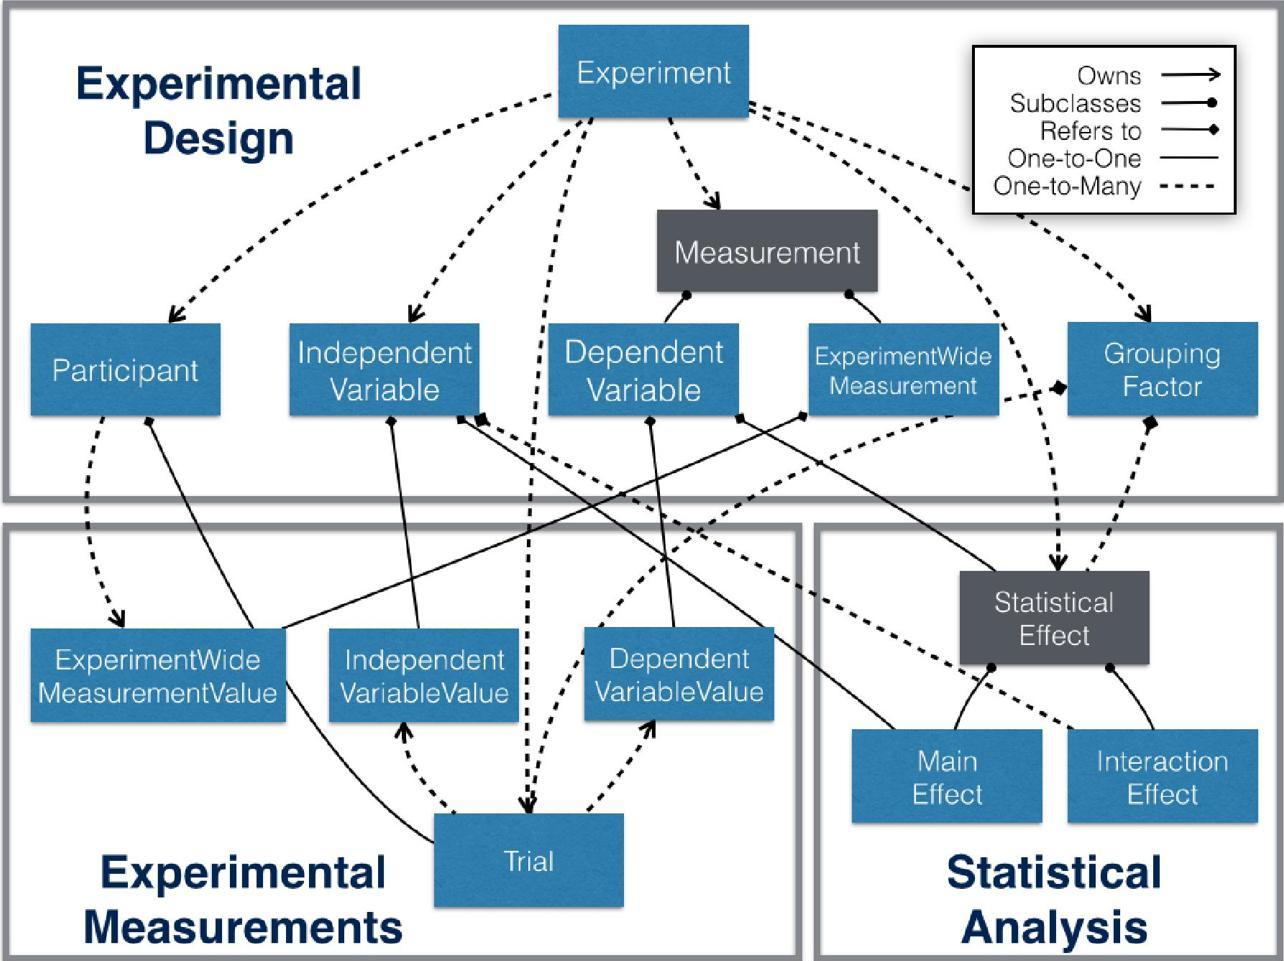 Experimental
Design
Experiment
Owns
Subclasses
Refers to
One-to-One
One-to-Many
Measurement
Participant
Independent
Variable
Dependent
Variable
ExperimentWide
Measurement
Grouping
Factor
Statistical
Effect
ExperimentWide
MeasurementValue
Independent
VariableValue
Dependent
VariableValue
Main
Effect
Interaction
Effect
Trial
Experimental
Measurements
Statistical
Analysis